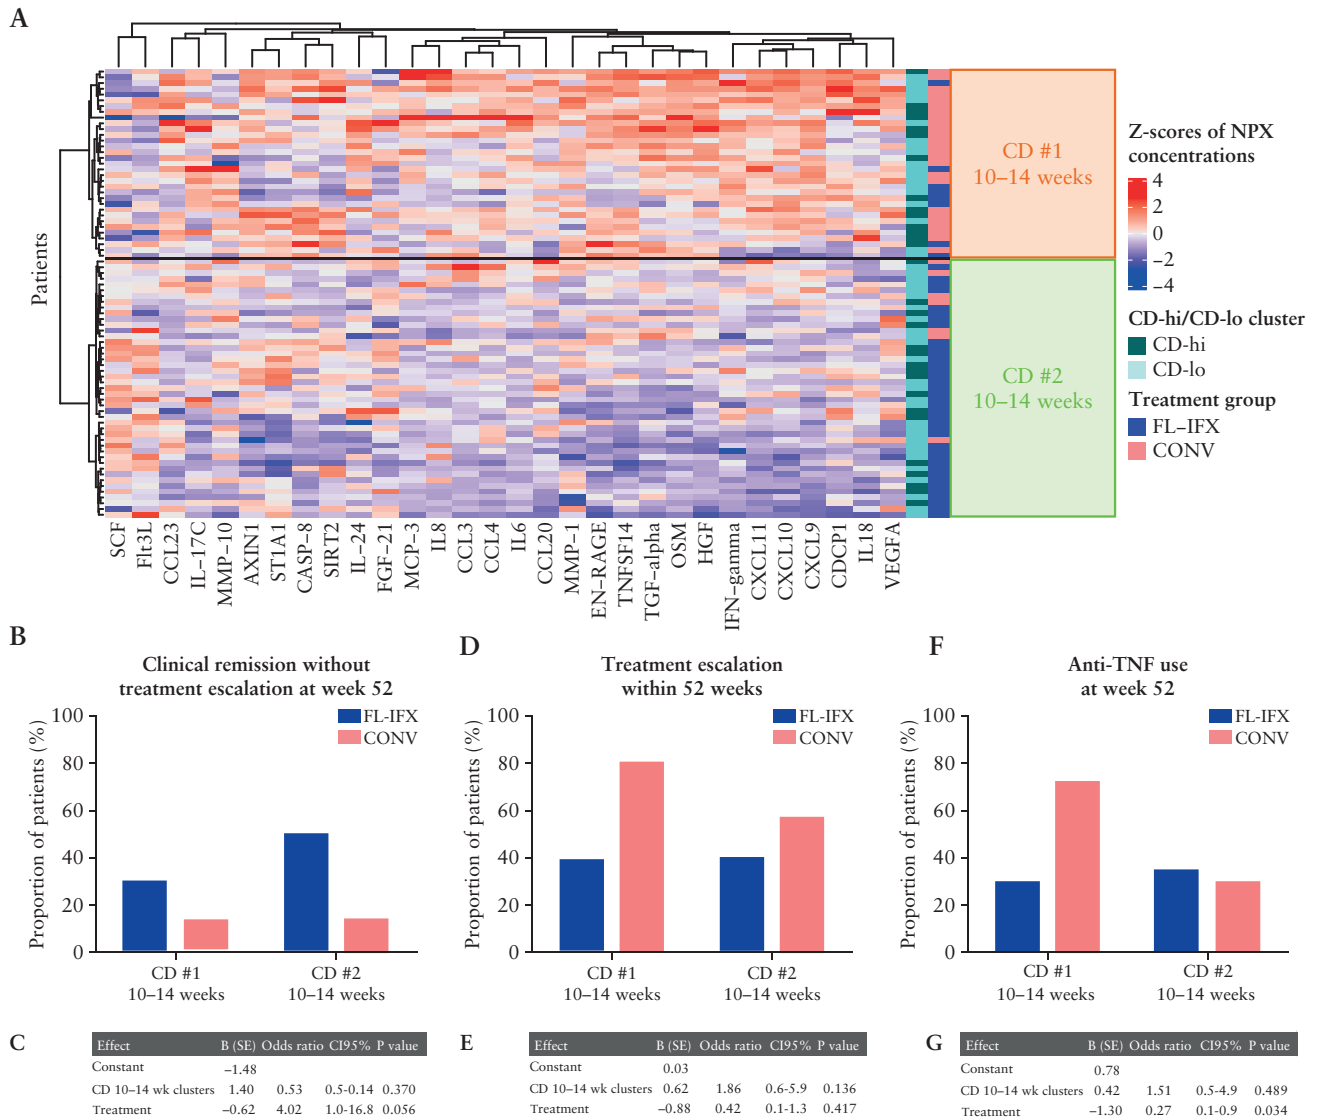 A
Patients
SCF
Flt3L
CCL23
IL–17C
MMP–10
AXIN1
ST1A1
CASP–8
SIRT2
IL–24
FGF–21
MCP–3
IL8
CCL3
CCL4
IL6
CCL20
MMP–1
EN–RAGE
TNFSF14
TGF–alpha
OSM
HGF
IFN–gamma
CXCL11
CXCL10
CXCL9
CDCP1
IL18
VEGFA
CD #1
10–14 weeks
CD #2
10–14 weeks
Z-scores of NPX
concentrations
4
2
0
−2
−4
CD-hi/CD-lo cluster
CD-hi
CD-lo
Treatment group
FL–IFX
CONV
B
Clinical remission without
treatment escalation at week 52
Proportion of patients (%)
100
80
60
40
20
0
FL-IFX
CONV
CD #1
10–14 weeks
CD #2
10–14 weeks
D
Treatment escalation
within 52 weeks
Proportion of patients (%)
100
80
60
40
20
0
FL-IFX
CONV
CD #1
10–14 weeks
CD #2
10–14 weeks
F
Anti-TNF use
at week 52
Proportion of patients (%)
100
80
60
40
20
0
FL-IFX
CONV
CD #1
10–14 weeks
CD #2
10–14 weeks
C
Effect B (SE) Odds ratio CI95% P value
Constant −1.48
CD 10–14 wk clusters 1.40 0.53 0.5-0.14 0.370
Treatment −0.62 4.02 1.0-16.8 0.056
E
Effect B (SE) Odds ratio CI95% P value
Constant 0.03
CD 10–14 wk clusters 0.62 1.86 0.6-5.9 0.136
Treatment −0.88 0.42 0.1-1.3 0.417
G
Effect B (SE) Odds ratio CI95% P value
Constant 0.78
CD 10–14 wk clusters 0.42 1.51 0.5-4.9 0.489
Treatment −1.30 0.27 0.1-0.9 0.034